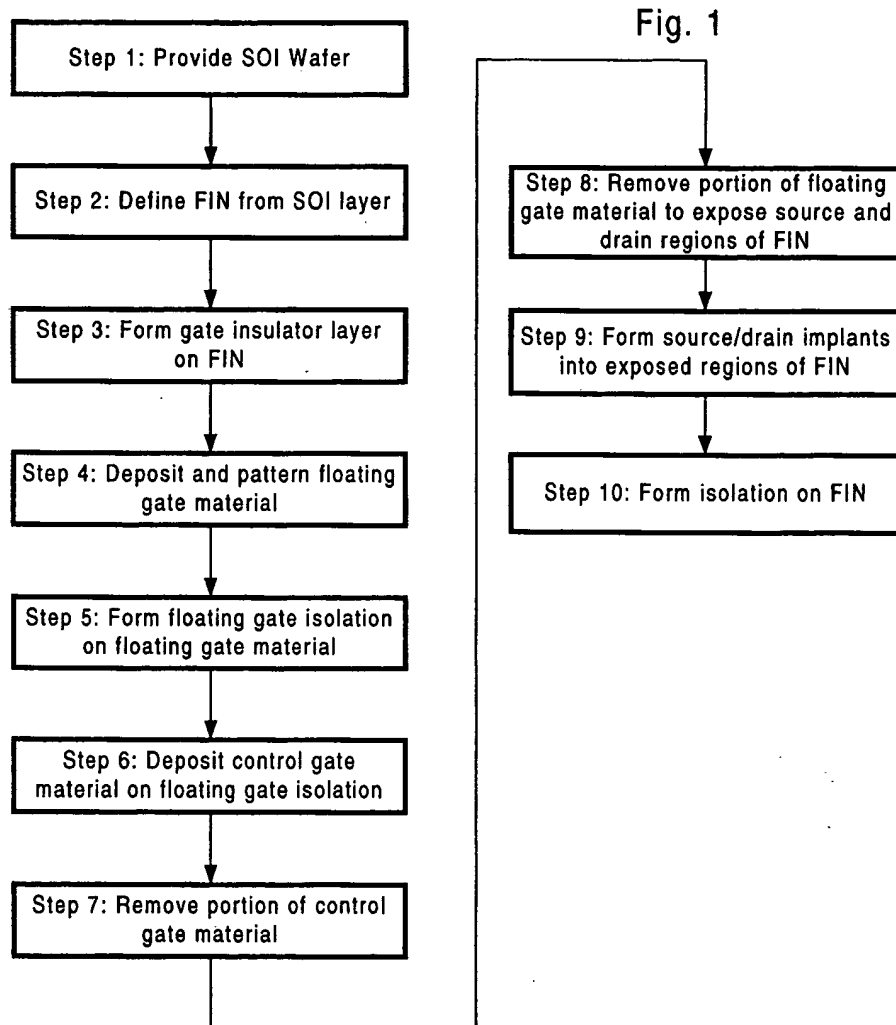 Fig. 1
Step 1: Provide SOI Wafer
Step 2: Define FIN from SOI layer
Step 3: Form gate insulator layer
on FIN
Step 4: Deposit and pattern floating
gate material
Step 5: Form floating gate isolation
on floating gate material
Step 6: Deposit control gate
material on floating gate isolation
Step 7: Remove portion of control
gate material
Step 8: Remove portion of floating
gate material to expose source and
drain regions of FIN
Step 9: Form source/drain implants
into exposed regions of FIN
Step 10: Form isolation on FIN